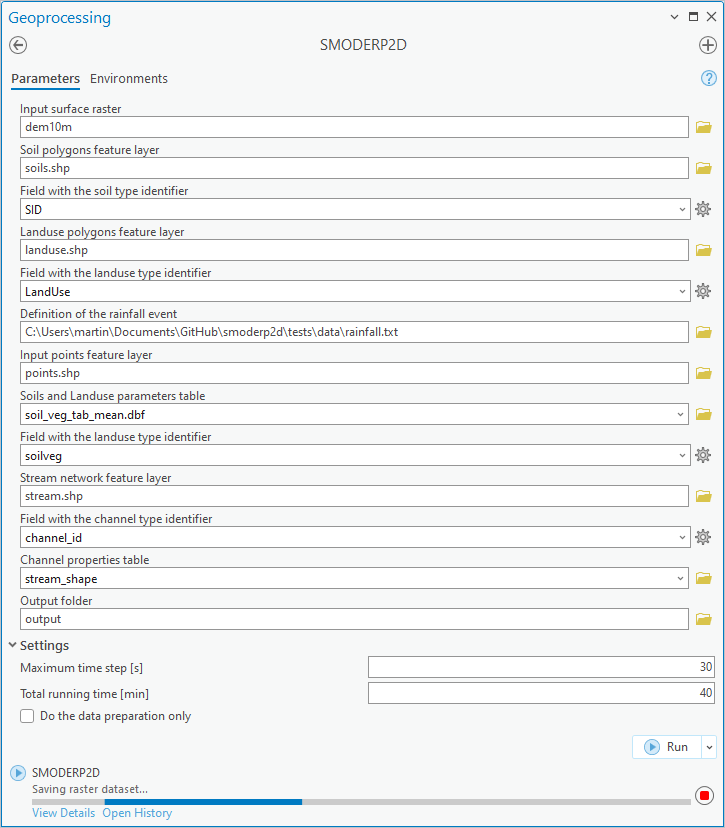 Geoprocessing
SMODERP2D
Parameters Environments
Input surface raster
dem10m
Soil polygons feature layer
soils.shp
Field with the soil type identifier
SID
Landuse polygons feature layer
landuse.shp
Field with the landuse type identifier
LandUse
Definition of the rainfall event
C:\Users\martin\Documents\GitHub\smoderp2d\tests\data\rainfall.txt
Input points feature layer
points.shp
Soils and Landuse parameters table
soil_veg_tab_mean.dbf
Field with the landuse type identifier
soilveg
Stream network feature layer
stream.shp
Field with the channel type identifier
channel_id
Channel properties table
stream_shape
Output folder
output
Settings
Maximum time step [s] 30
Total running time [min] 40
Do the data preparation only
Run
SMODERP2D
Saving raster dataset...
View Details Open History